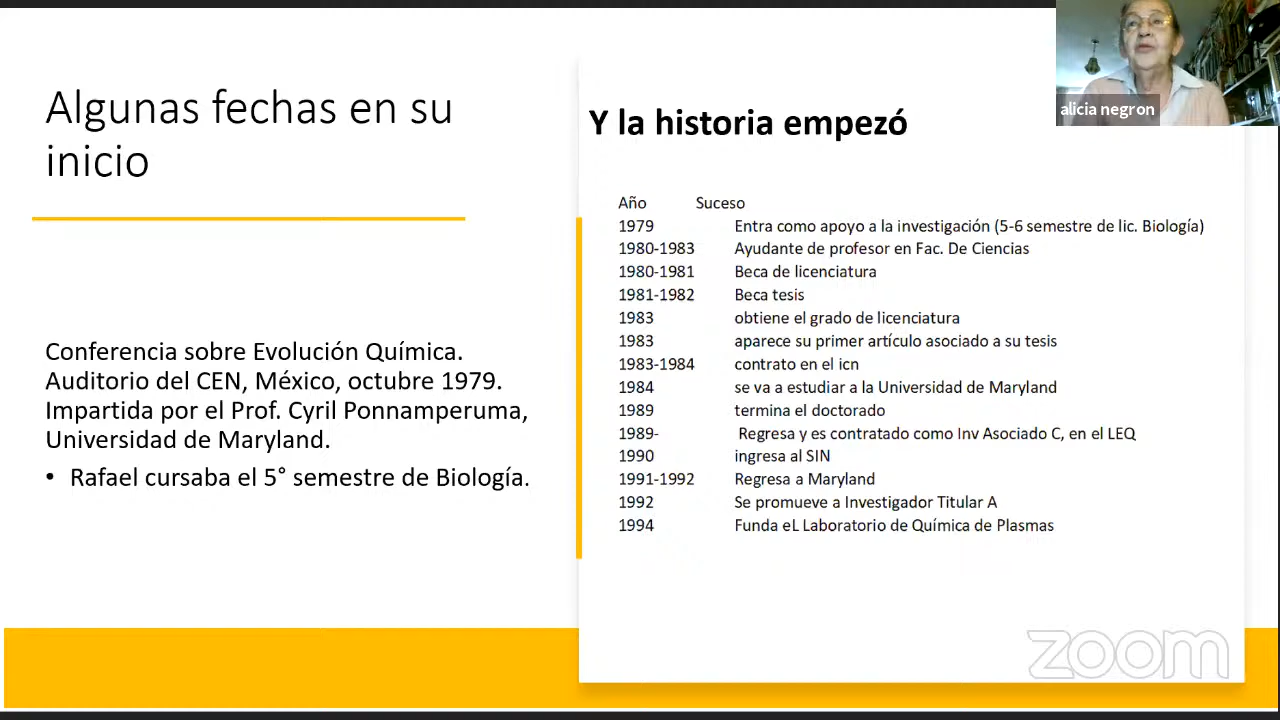 Algunas fechas en su
inicio
Conferencia sobre Evolución Química.
Auditorio del CEN, México, octubre 1979.
Impartida por el Prof. Cyril Ponnamperuma,
Universidad de Maryland.
• Rafael cursaba el 5° semestre de Biología.
Y la historia empezó
Año Suceso
1979 Entra como apoyo a la investigación (5-6 semestre de lic. Biología)
1980-1983 Ayudante de profesor en Fac. De Ciencias
1980-1981 Beca de licenciatura
1981-1982 Beca tesis
1983 obtiene el grado de licenciatura
1983 aparece su primer artículo asociado a su tesis
1983-1984 contrato en el icn
1984 se va a estudiar a la Universidad de Maryland
1989 termina el doctorado
1989- Regresa y es contratado como Inv Asociado C, en el LEQ
1990 ingresa al SIN
1991-1992 Regresa a Maryland
1992 Se promueve a Investigador Titular A
1994 Funda eL Laboratorio de Química de Plasmas
alicia negron
zoom